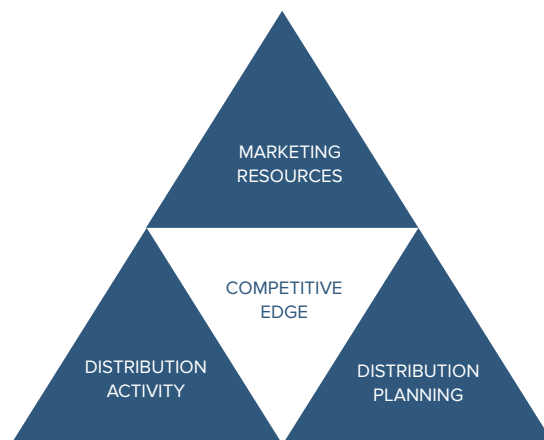 MARKETING
RESOURCES
COMPETITIVE
EDGE
DISTRIBUTION
ACTIVITY
DISTRIBUTION
PLANNING